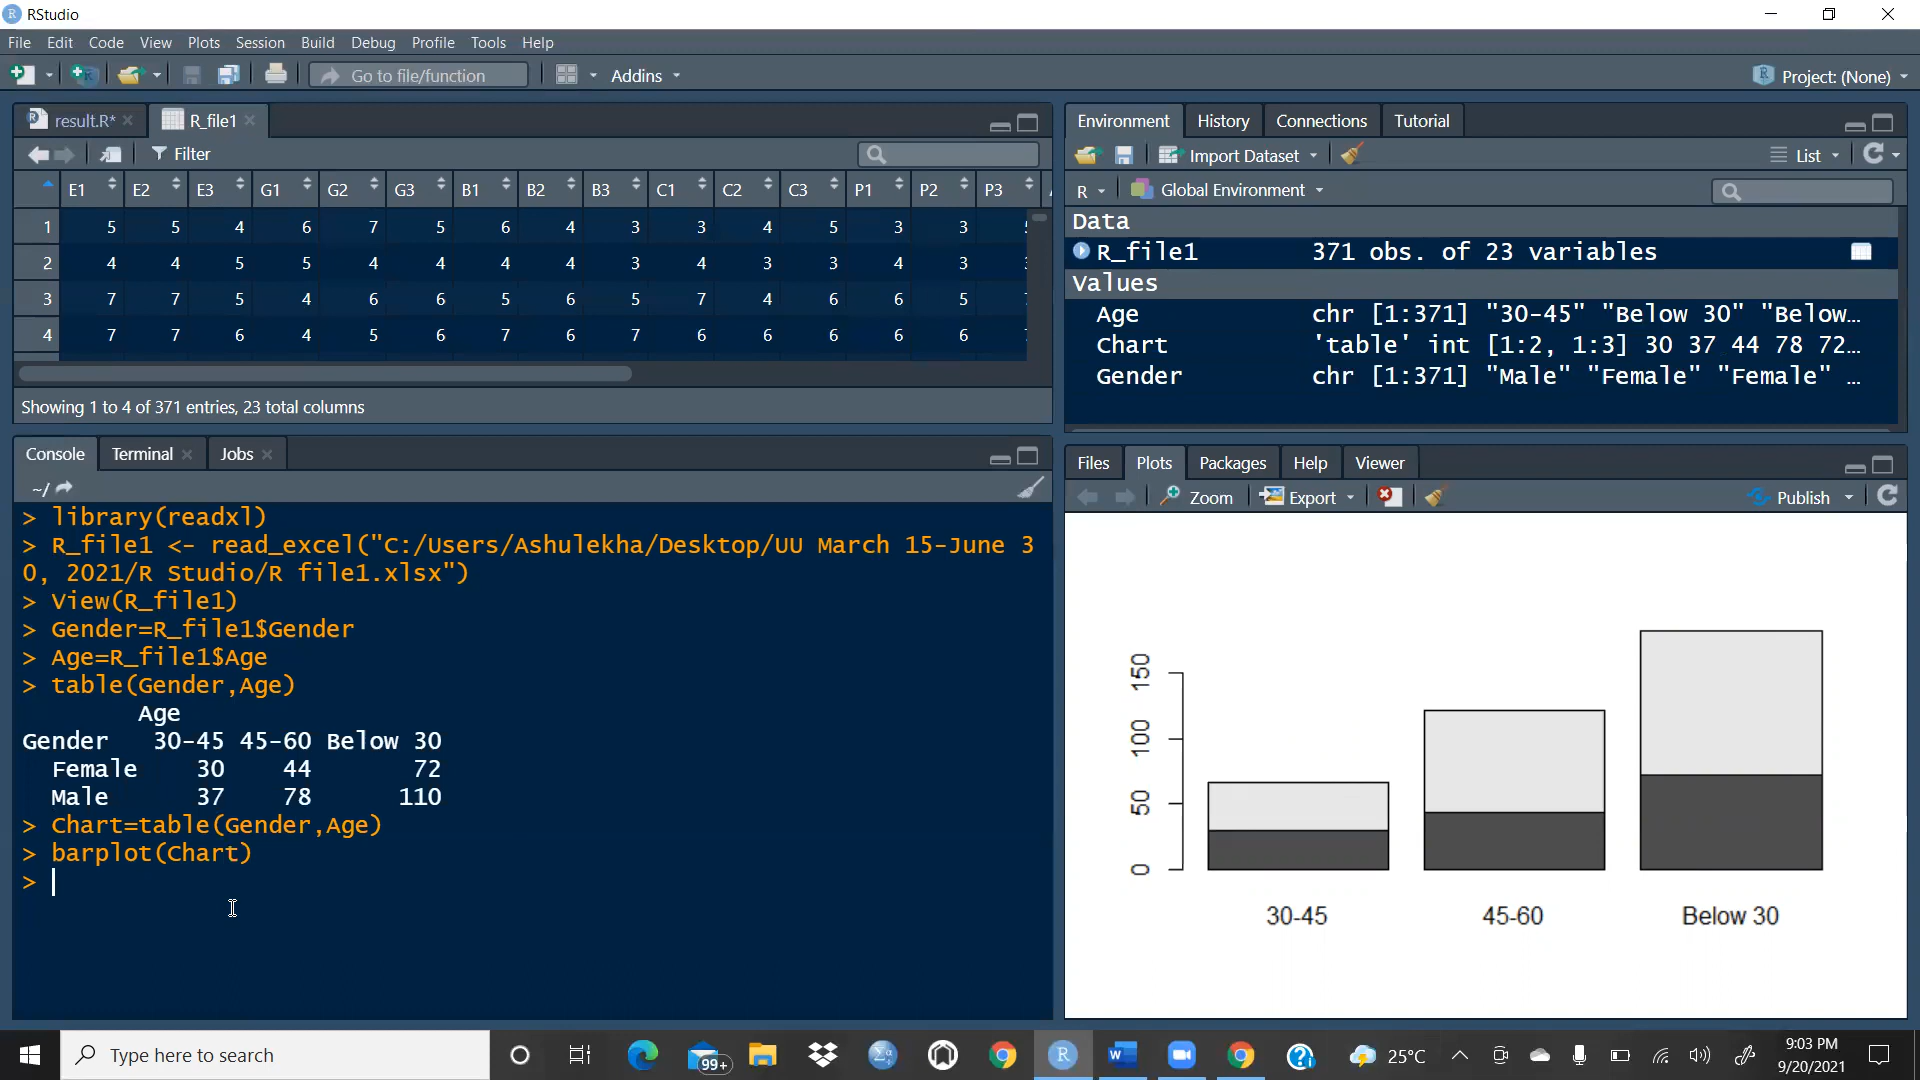 RStudio
File Edit Code View Plots Session Build Debug Profile Tools Help
Go to file/function Addins Project: (None)
result.R* R_file1
Filter
E1 E2 E3 G1 G2 G3 B1 B2 B3 C1 C2 C3 P1 P2 P3
1 5 5 4 6 7 5 6 4 3 3 4 5 3 3
2 4 4 5 5 4 4 4 4 3 4 3 3 4 3
3 7 7 5 4 6 6 5 6 5 7 4 6 6 5
4 7 7 6 4 5 6 7 6 7 6 6 6 6 6
Showing 1 to 4 of 371 entries, 23 total columns
Environment History Connections Tutorial
Import Dataset List
R Global Environment
Data
R_file1 371 obs. of 23 variables
Values
Age chr [1:371] "30-45" "Below 30" "Below…
Chart 'table' int [1:2, 1:3] 30 37 44 78 72…
Gender chr [1:371] "Male" "Female" "Female" …
Console Terminal Jobs
~/
> library(readxl)
> R_file1 <- read_excel("C:/Users/Ashulekha/Desktop/UU March 15-June 3
0, 2021/R Studio/R file1.xlsx")
> View(R_file1)
> Gender=R_file1$Gender
> Age=R_file1$Age
> table(Gender,Age)
Age
Gender 30-45 45-60 Below 30
Female 30 44 72
Male 37 78 110
> Chart=table(Gender,Age)
> barplot(Chart)
>
Files Plots Packages Help Viewer
Zoom Export Publish
150
100
50
0
30-45 45-60 Below 30
Type here to search
99+
25°C
9:03 PM
9/20/2021